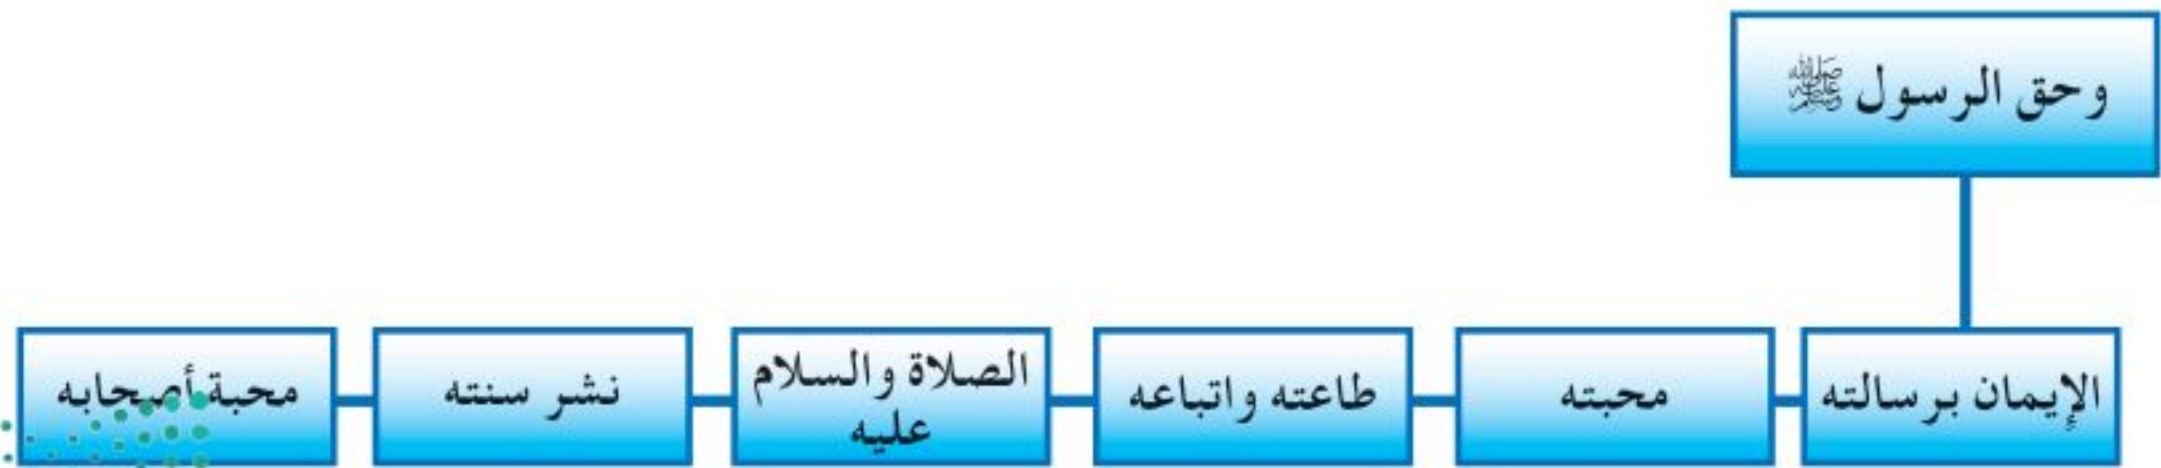 وحق الرسول ﷺ
الإيمان برسالته
محبته
طاعته واتباعه
الصلاة والسلام
عليه
نشر سنته
محبة أصحابه